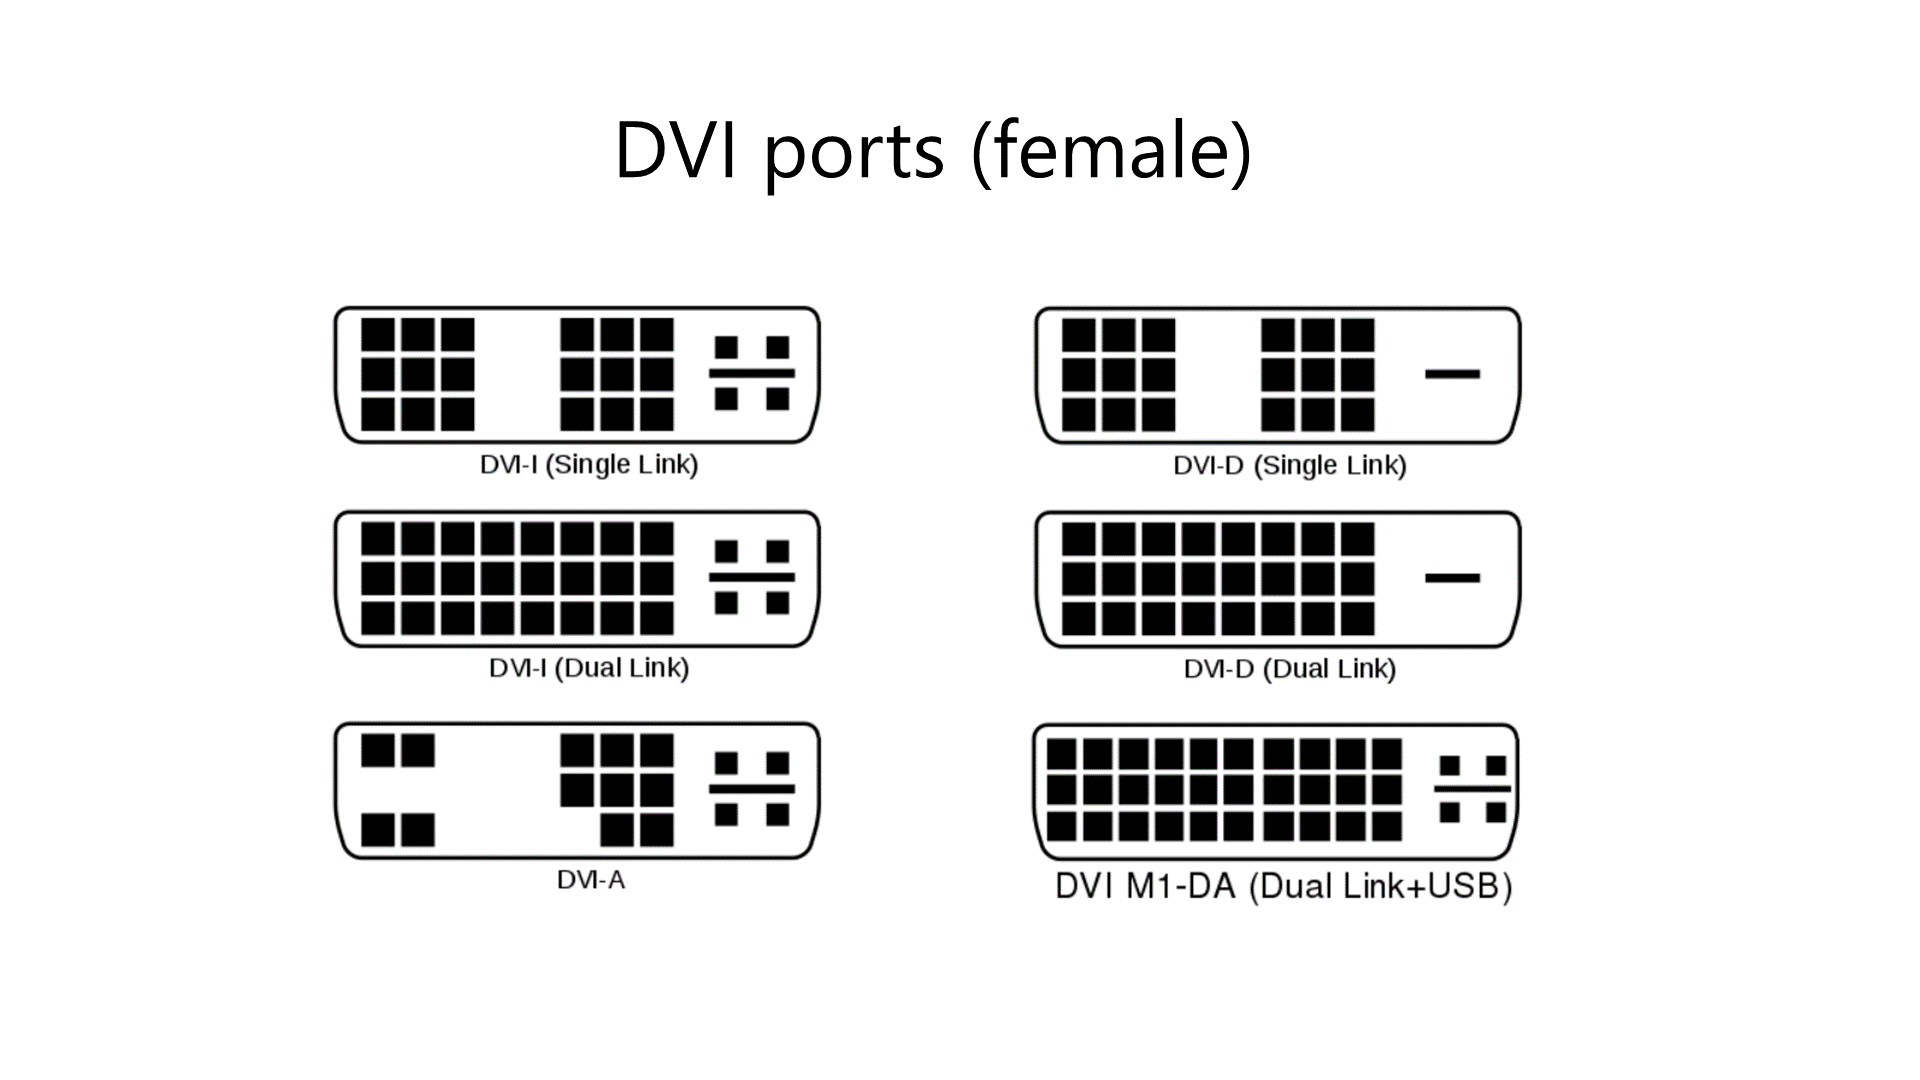 DVI ports (female)
DVI-I (Single Link)
DVI-D (Single Link)
DVI-I (Dual Link)
DVI-D (Dual Link)
DVI-A
DVI M1-DA (Dual Link+USB)